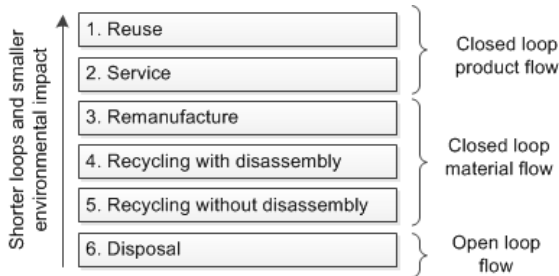 Shorter loops and smaller
environmental impact
1. Reuse
2. Service
3. Remanufacture
4. Recycling with disassembly
5. Recycling without disassembly
6. Disposal
Closed loop
product flow
Closed loop
material flow
Open loop
flow